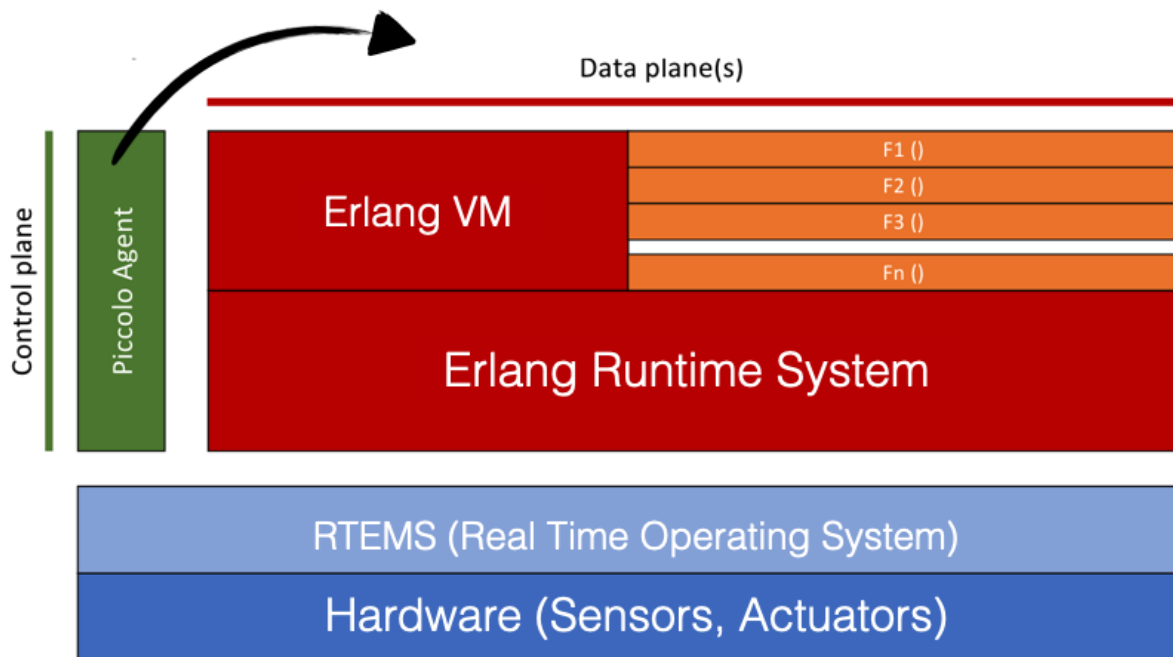 Data plane(s)
Control plane
Piccolo Agent
Erlang VM
F1 ()
F2 ()
F3 ()
Fn ()
Erlang Runtime System
RTEMS (Real Time Operating System)
Hardware (Sensors, Actuators)